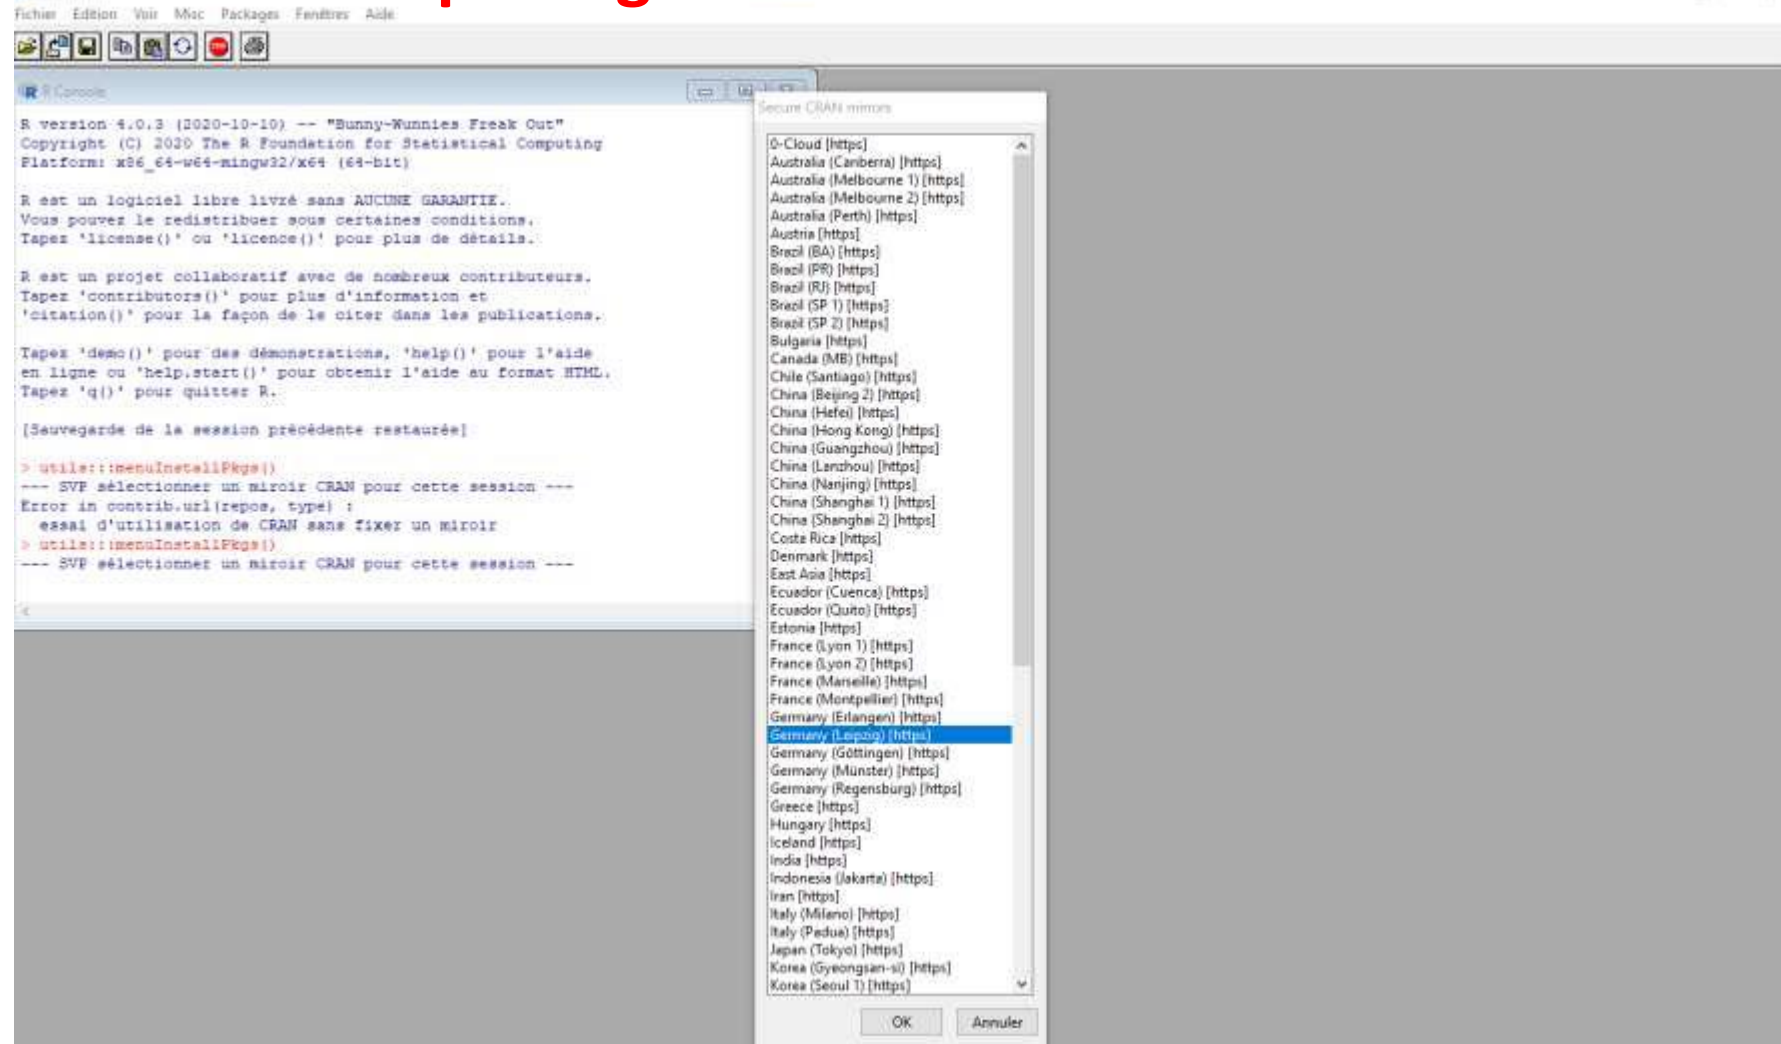 Fichier Edition Voir Misc Packages Fenêtres Aide
R Console
R version 4.0.3 (2020-10-10) -- "Bunny-Wunnies Freak Out"
Copyright (C) 2020 The R Foundation for Statistical Computing
Platform: x86_64-w64-mingw32/x64 (64-bit)
R est un logiciel libre livré sans AUCUNE GARANTIE.
Vous pouvez le redistribuer sous certaines conditions.
Tapez 'license()' ou 'licence()' pour plus de détails.
R est un projet collaboratif avec de nombreux contributeurs.
Tapez 'contributors()' pour plus d'information et
'citation()' pour la façon de le citer dans les publications.
Tapez 'demo()' pour des démonstrations, 'help()' pour l'aide
en ligne ou 'help.start()' pour obtenir l'aide au format HTML.
Tapez 'q()' pour quitter R.
[Sauvegarde de la session précédente restaurée]
> utils:::menuInstallPkgs()
--- SVP sélectionner un miroir CRAN pour cette session ---
Error in contrib.url(repos, type) :
essai d'utilisation de CRAN sans fixer un miroir
> utils:::menuInstallPkgs()
--- SVP sélectionner un miroir CRAN pour cette session ---
Secure CRAN mirrors
0-Cloud [https]
Australia (Canberra) [https]
Australia (Melbourne 1) [https]
Australia (Melbourne 2) [https]
Australia (Perth) [https]
Austria [https]
Brazil (BA) [https]
Brazil (PR) [https]
Brazil (RJ) [https]
Brazil (SP 1) [https]
Brazil (SP 2) [https]
Bulgaria [https]
Canada (MB) [https]
Chile (Santiago) [https]
China (Beijing 2) [https]
China (Hefei) [https]
China (Hong Kong) [https]
China (Guangzhou) [https]
China (Lanzhou) [https]
China (Nanjing) [https]
China (Shanghai 1) [https]
China (Shanghai 2) [https]
Costa Rica [https]
Denmark [https]
East Asia [https]
Ecuador (Cuenca) [https]
Ecuador (Quito) [https]
Estonia [https]
France (Lyon 1) [https]
France (Lyon 2) [https]
France (Marseille) [https]
France (Montpellier) [https]
Germany (Erlangen) [https]
Germany (Leipzig) [https]
Germany (Göttingen) [https]
Germany (Münster) [https]
Germany (Regensburg) [https]
Greece [https]
Hungary [https]
Iceland [https]
India [https]
Indonesia (Jakarta) [https]
Iran [https]
Italy (Milano) [https]
Italy (Padua) [https]
Japan (Tokyo) [https]
Korea (Gyeongsan-si) [https]
Korea (Seoul 1) [https]
OK Annuler